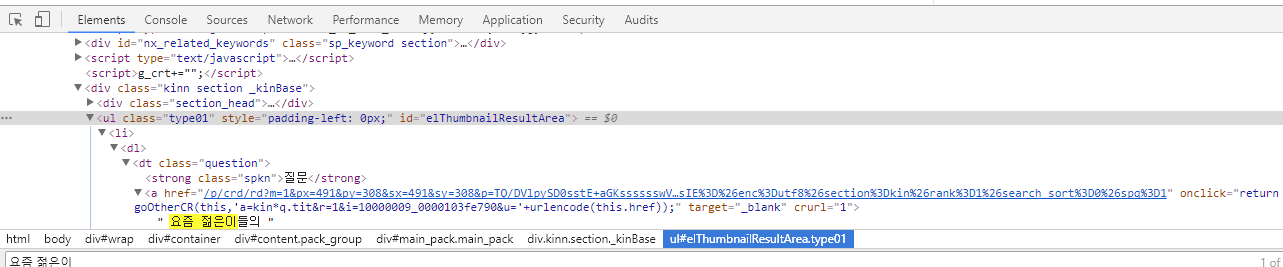 Elements Console Sources Network Performance Memory Application Security Audits
<div id="nx_related_keywords" class="sp_keyword section">…</div>
<script type="text/javascript">…</script>
<script>g_crt+="";</script>
<div class="kinn section _kinBase">
<div class="section_head">…</div>
… <ul class="type01" style="padding-left: 0px;" id="elThumbnailResultArea"> == $0
<li>
<dl>
<dt class="question">
<strong class="spkn">질문</strong>
<a href="/p/crd/rd?m=1&px=491&py=308&sx=491&sy=308&p=TO/DVlpySD0sstE+aGKsssssswV…sIE%3D%26enc%3Dutf8%26section%3Dkin%26rank%3D1%26search_sort%3D0%26spq%3D1" onclick="return
goOtherCR(this,'a=kin*q.tit&r=1&i=10000009_0000103fe790&u='+urlencode(this.href));" target="_blank" crurl="1">
" 요즘 젊은이들의 "
html body div#wrap div#container div#content.pack_group div#main_pack.main_pack div.kinn.section._kinBase ul#elThumbnailResultArea.type01
요즘 젊은이 1 of